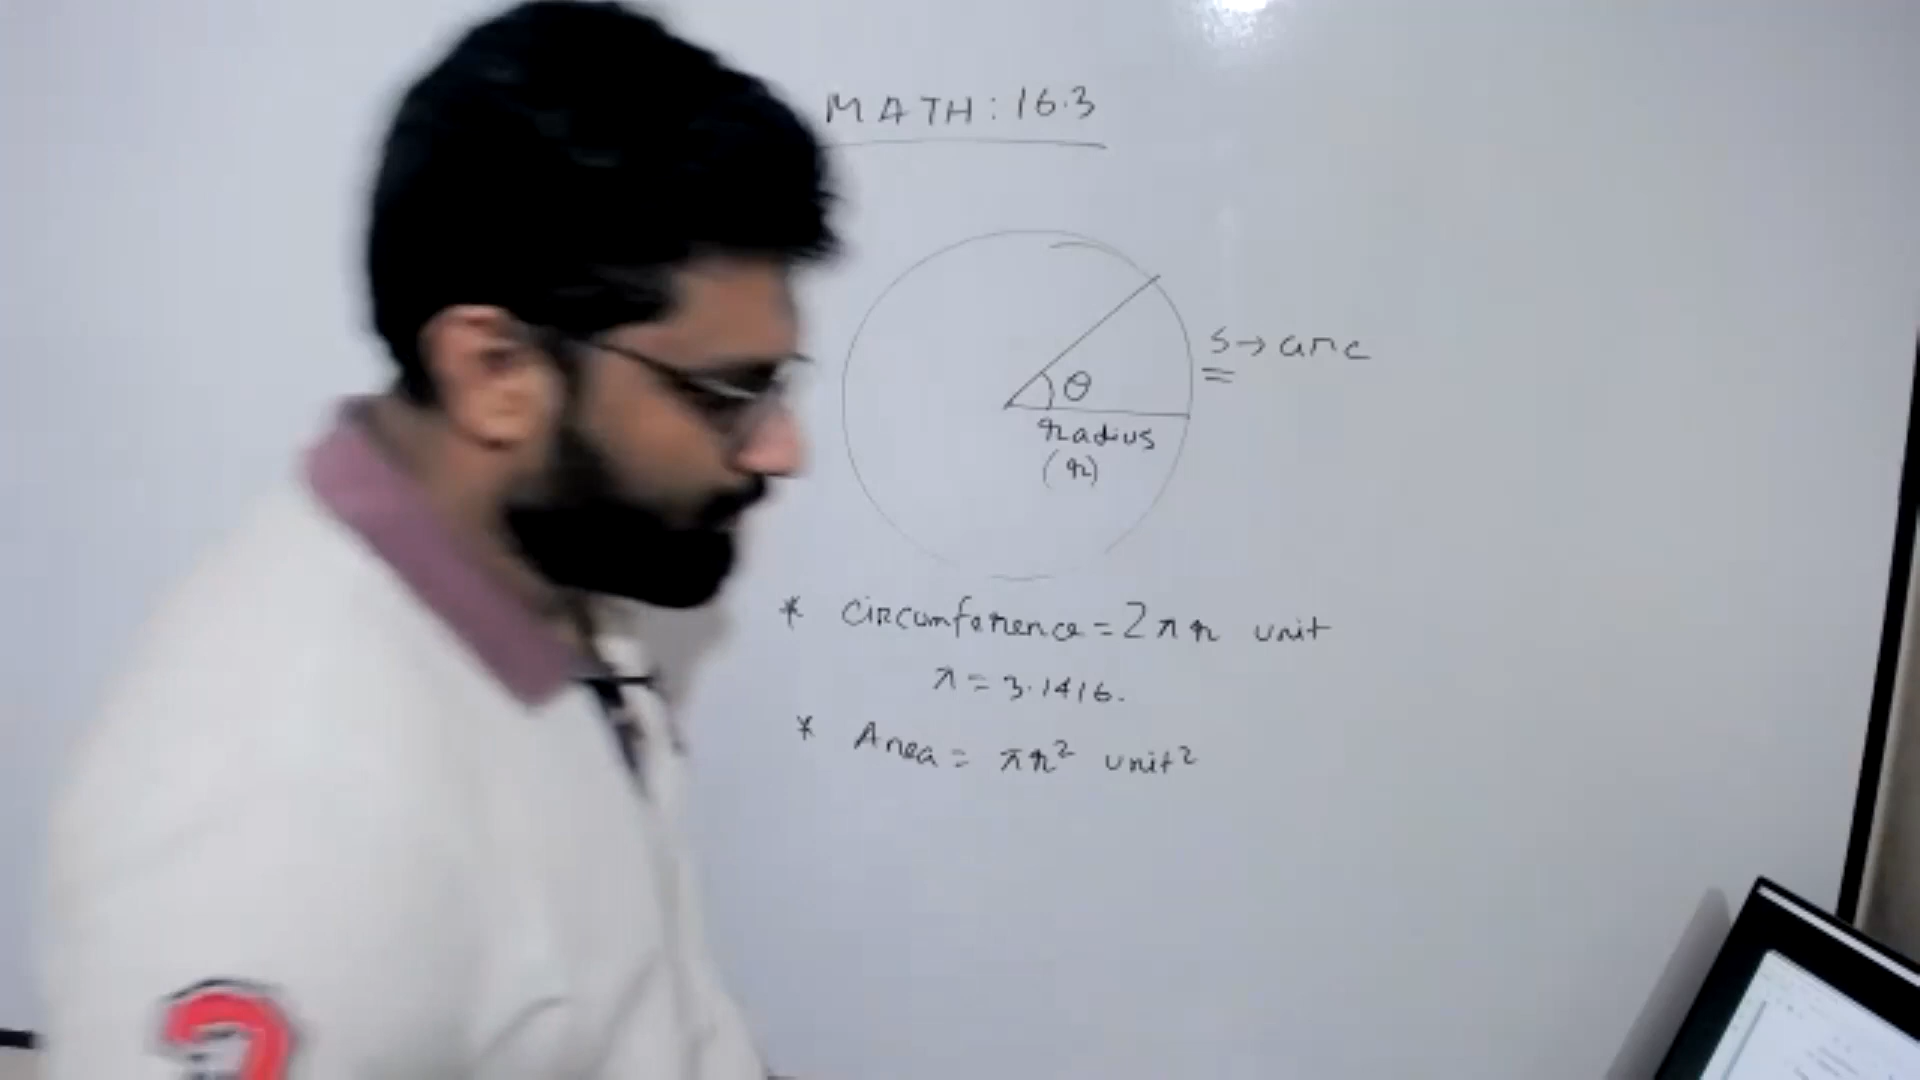 MATH: 16.3
S → arc
θ
radius
(r)
* Circumference = 2πr unit
π = 3.1416.
* Area = πr² unit²